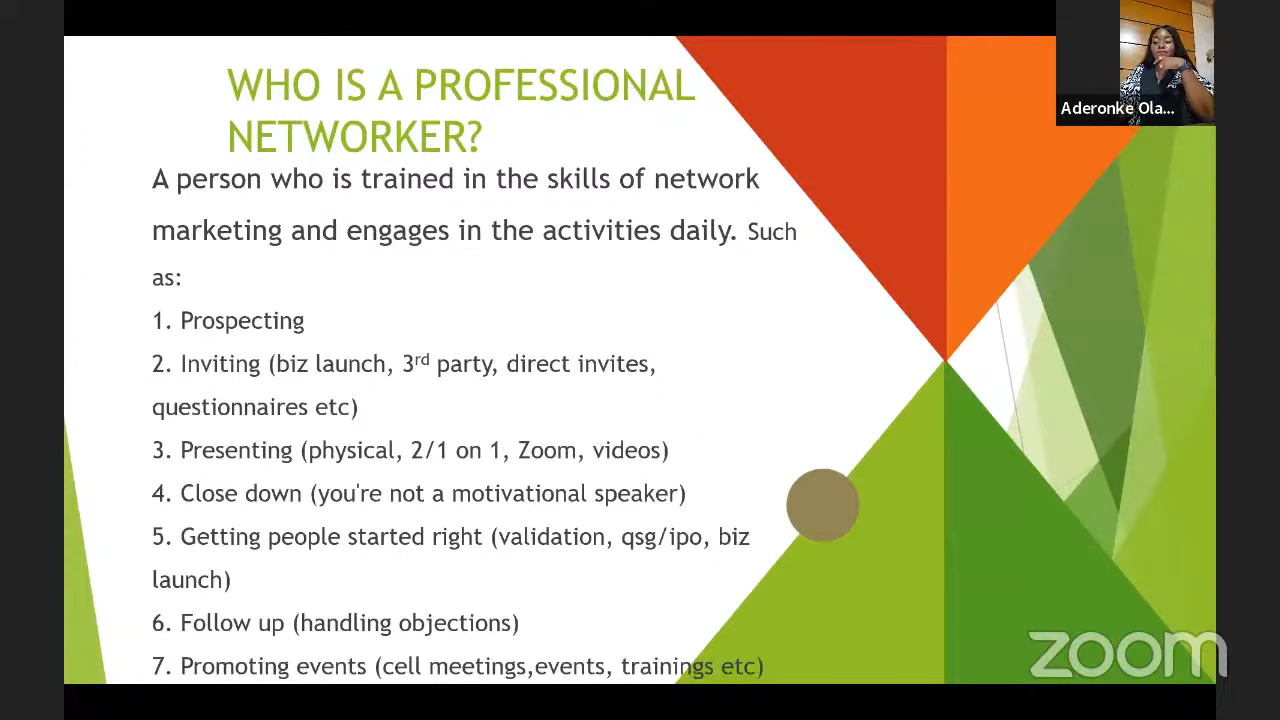 WHO IS A PROFESSIONAL
NETWORKER?
A person who is trained in the skills of network
marketing and engages in the activities daily. Such
as:
1. Prospecting
2. Inviting (biz launch, 3rd party, direct invites,
questionnaires etc)
3. Presenting (physical, 2/1 on 1, Zoom, videos)
4. Close down (you're not a motivational speaker)
5. Getting people started right (validation, qsg/ipo, biz
launch)
6. Follow up (handling objections)
7. Promoting events (cell meetings,events, trainings etc)
Aderonke Ola...
zoom